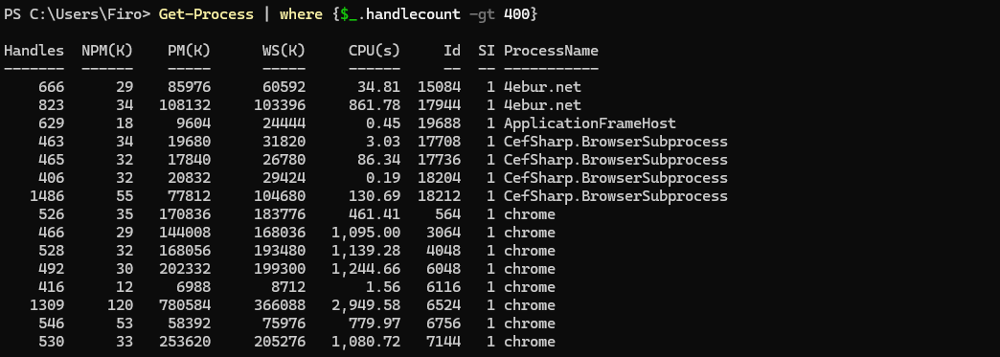 PS C:\Users\Firo> Get-Process | where {$_.handlecount -gt 400}
Handles  NPM(K)    PM(K)      WS(K)     CPU(s)     Id  SI ProcessName
-------  ------    -----      -----     ------     --  -- -----------
    666      29    85976      60592      34.81  15084   1 4ebur.net
    823      34   108132     103396     861.78  17944   1 4ebur.net
    629      18     9604      24444       0.45  19688   1 ApplicationFrameHost
    463      34    19680      31820       3.03  17708   1 CefSharp.BrowserSubprocess
    465      32    17840      26780      86.34  17736   1 CefSharp.BrowserSubprocess
    406      32    20832      29424       0.19  18204   1 CefSharp.BrowserSubprocess
   1486      55    77812     104680     130.69  18212   1 CefSharp.BrowserSubprocess
    526      35   170836     183776     461.41    564   1 chrome
    466      29   144008     168036   1,095.00   3064   1 chrome
    528      32   168056     193480   1,139.28   4048   1 chrome
    492      30   202332     199300   1,244.66   6048   1 chrome
    416      12     6988       8712       1.56   6116   1 chrome
   1309     120   780584     366088   2,949.58   6524   1 chrome
    546      53    58392      75976     779.97   6756   1 chrome
    530      33   253620     205276   1,080.72   7144   1 chrome